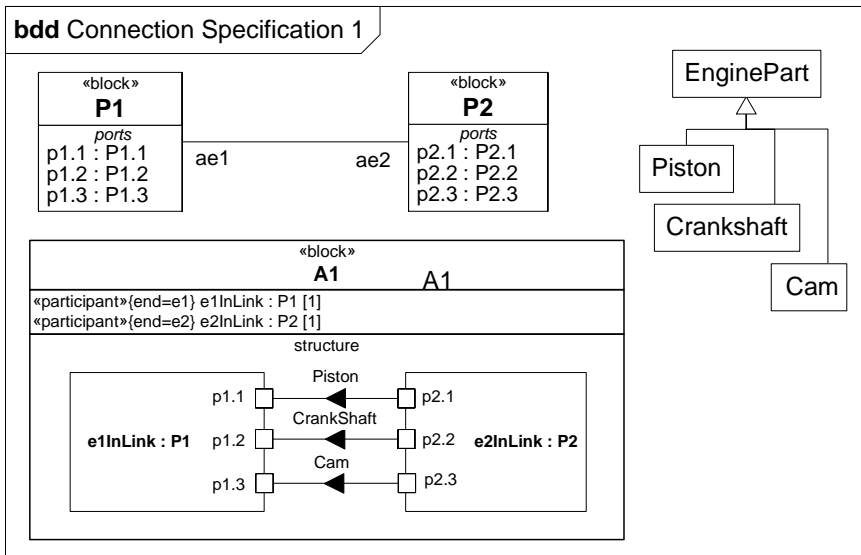 bdd Connection Specification 1
«block»
P1
ports
p1.1 : P1.1
p1.2 : P1.2
p1.3 : P1.3
ae1
ae2
«block»
P2
ports
p2.1 : P2.1
p2.2 : P2.2
p2.3 : P2.3
EnginePart
Piston
Crankshaft
Cam
«block»
A1
A1
«participant»{end=e1} e1InLink : P1 [1]
«participant»{end=e2} e2InLink : P2 [1]
structure
Piston
p1.1
p2.1
CrankShaft
e1InLink : P1
p1.2
p2.2
e2InLink : P2
Cam
p1.3
p2.3